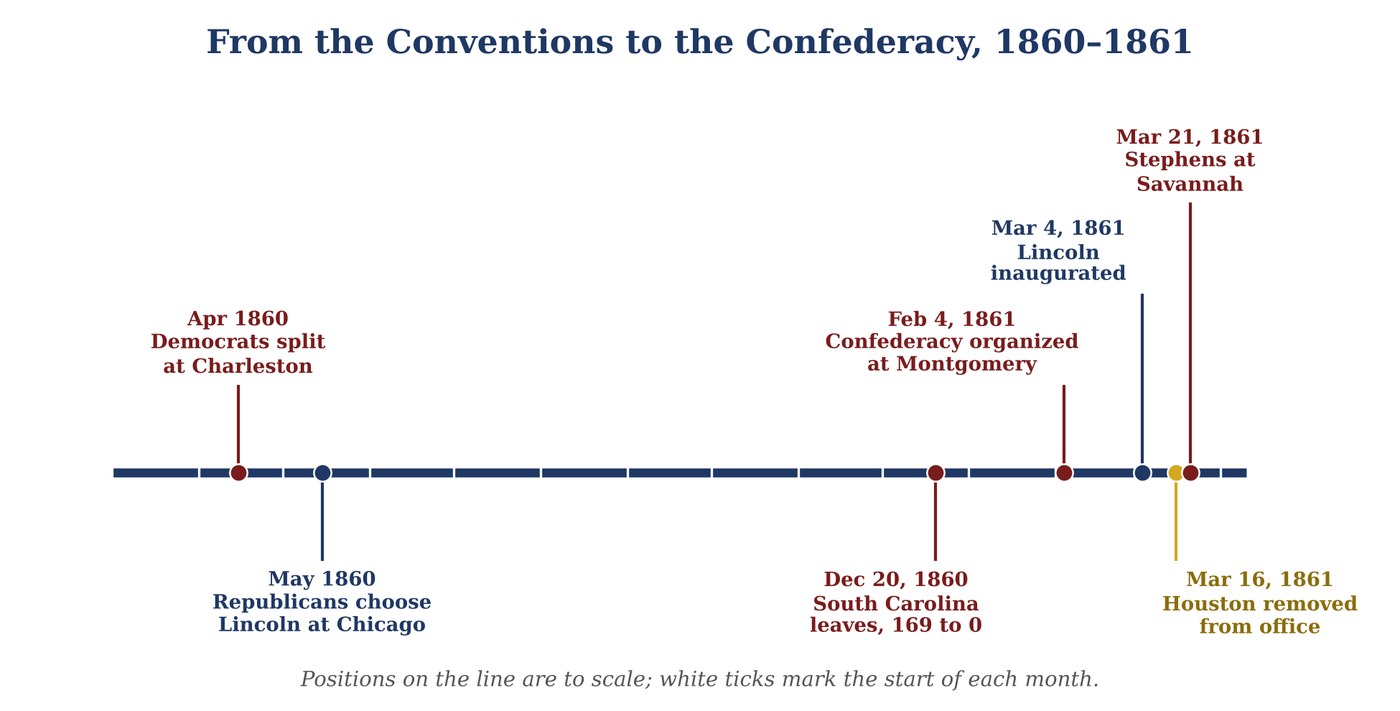 From the Conventions to the Confederacy, 1860–1861
Mar 21, 1861
Stephens at
Savannah
Mar 4, 1861
Lincoln
inaugurated
Apr 1860
Democrats split
at Charleston
Feb 4, 1861
Confederacy organized
at Montgomery
May 1860
Republicans choose
Lincoln at Chicago
Dec 20, 1860
South Carolina
leaves, 169 to 0
Mar 16, 1861
Houston removed
from office
Positions on the line are to scale; white ticks mark the start of each month.